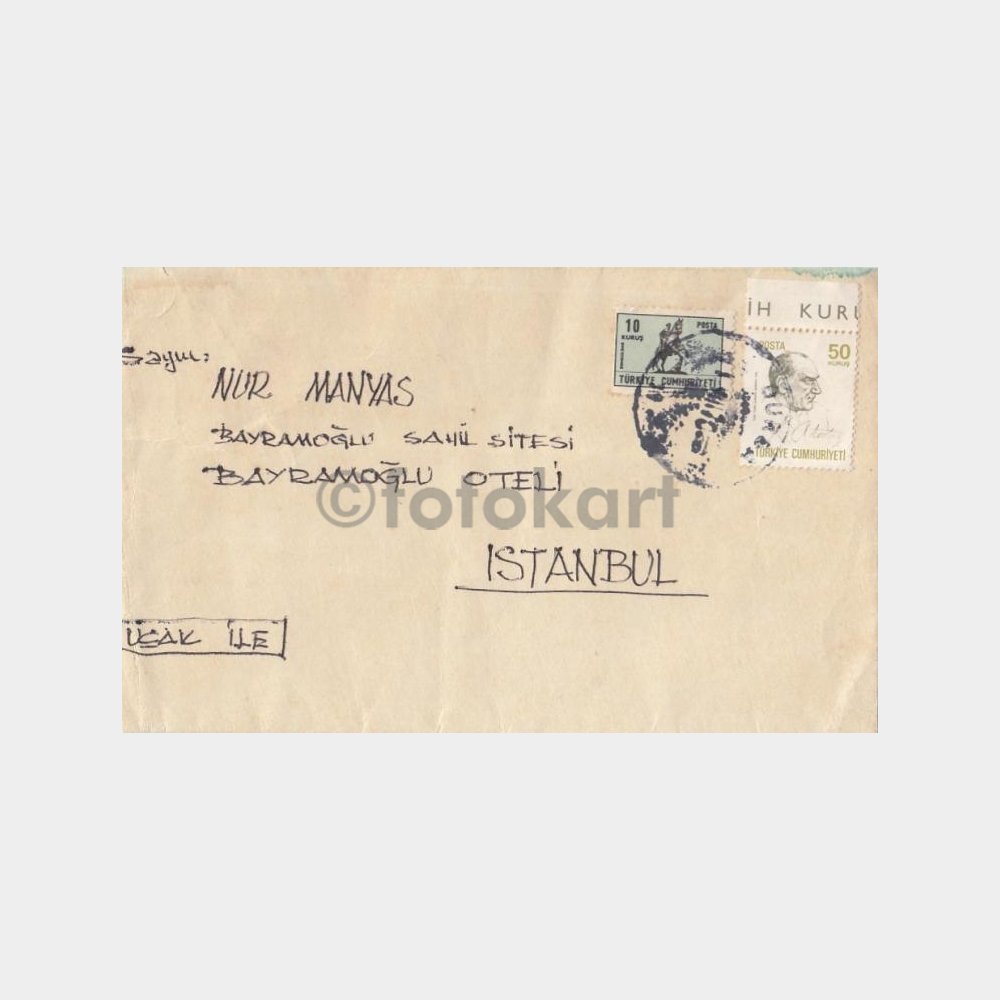 İH KURU
10 KURUŞ POSTA
TÜRKİYE CUMHURİYETİ
POSTA 50 KURUŞ
TÜRKİYE CUMHURİYETİ
Sayın:
NUR MANYAS
BAYRAMOĞLU SAHİL SİTESİ
BAYRAMOĞLU OTELİ
©fotokart
ISTANBUL
UÇAK İLE